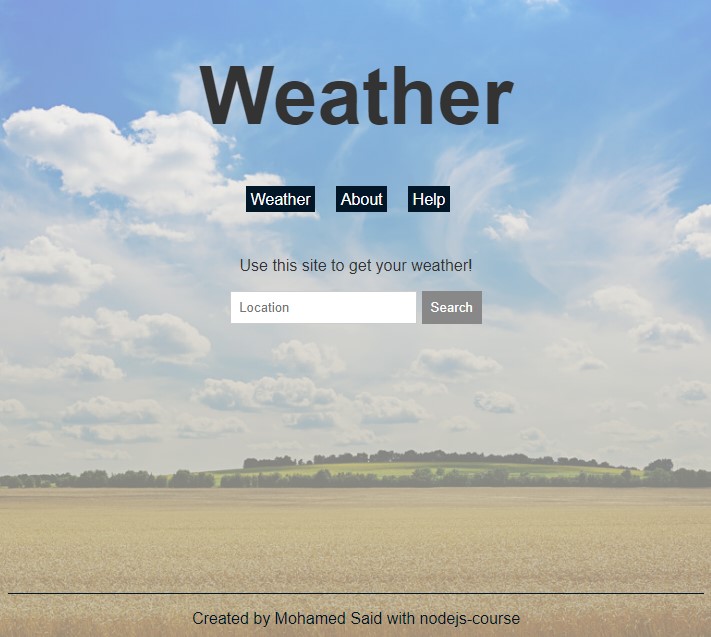 Weather
Weather About Help
Use this site to get your weather!
Location Search
Created by Mohamed Said with nodejs-course